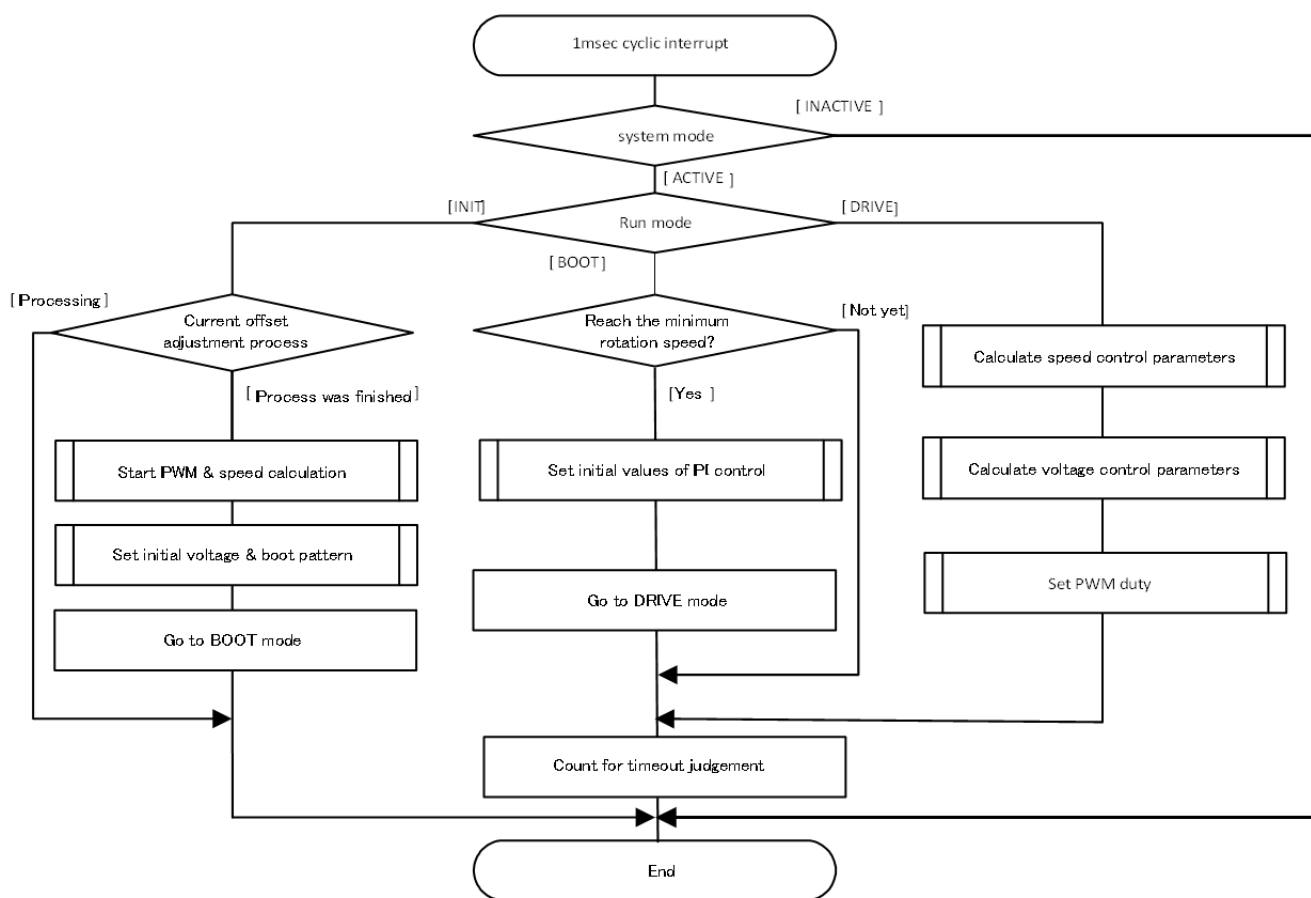 1msec cyclic interrupt
[ INACTIVE ]
system mode
[ ACTIVE ]
[INIT]
Run mode
[ DRIVE]
[ BOOT ]
[ Processing ]
Current offset
adjustment process
Reach the minimum
rotation speed?
[Not yet]
[ Process was finished]
[Yes ]
Calculate speed control parameters
Start PWM & speed calculation
Set initial values of PI control
Calculate voltage control parameters
Set initial voltage & boot pattern
Go to DRIVE mode
Set PWM duty
Go to BOOT mode
Count for timeout judgement
End